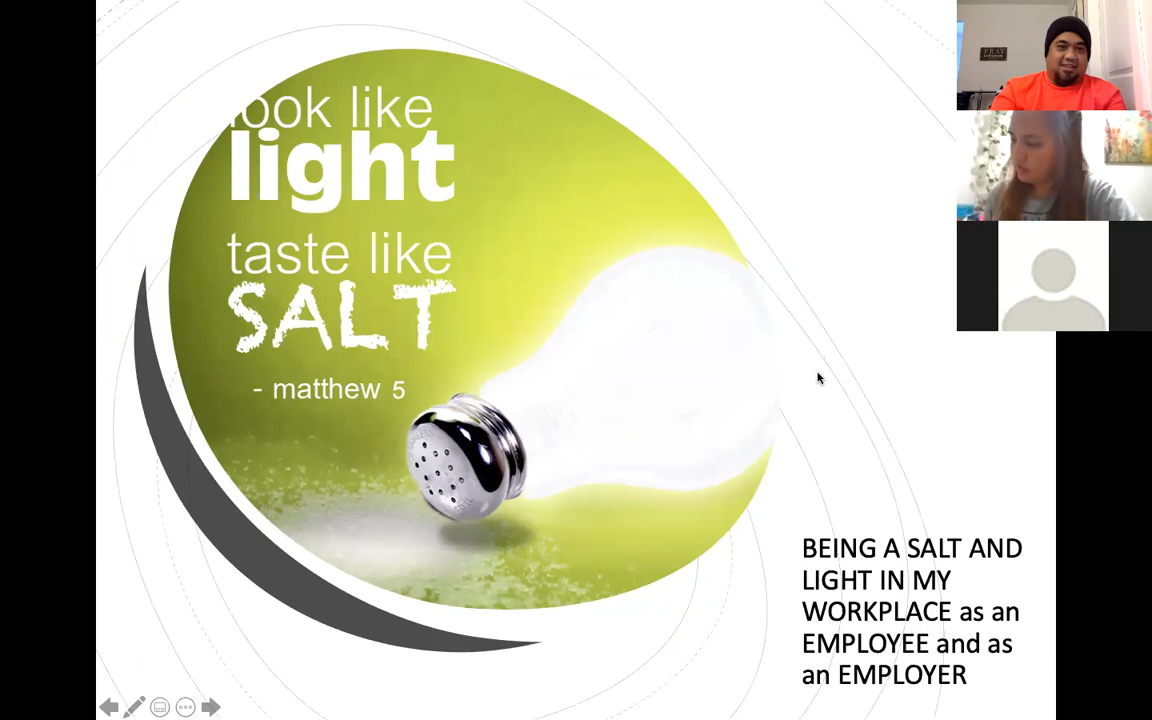 look like
light
taste like
SALT
- matthew 5
BEING A SALT AND
LIGHT IN MY
WORKPLACE as an
EMPLOYEE and as
an EMPLOYER
PRAY